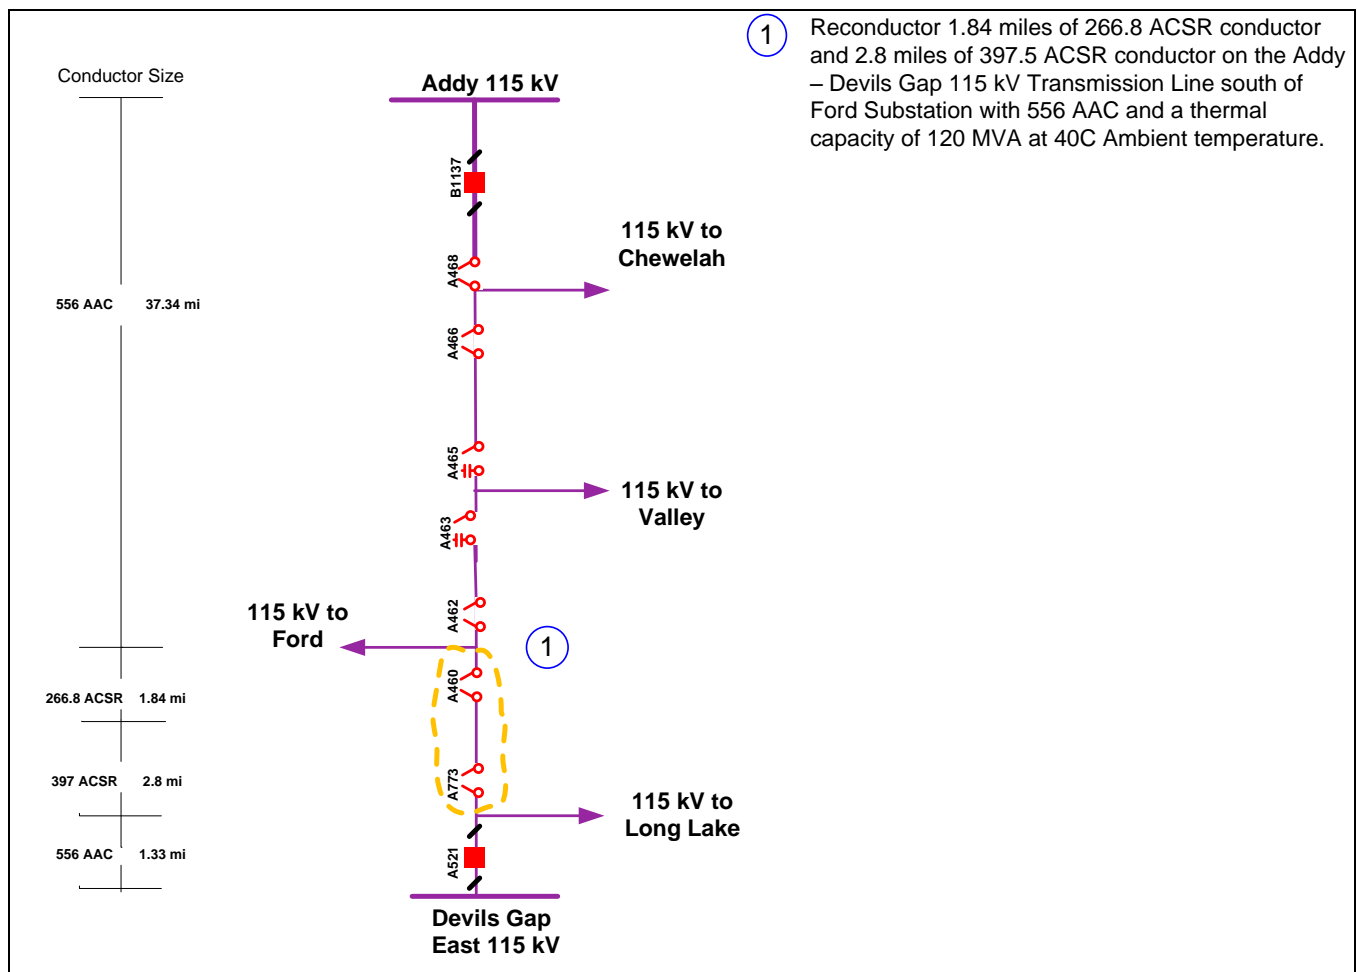 1
Reconductor 1.84 miles of 266.8 ACSR conductor
and 2.8 miles of 397.5 ACSR conductor on the Addy
– Devils Gap 115 kV Transmission Line south of
Ford Substation with 556 AAC and a thermal
capacity of 120 MVA at 40C Ambient temperature.
Conductor Size
Addy 115 kV
B1137
115 kV to
Chewelah
A468
556 AAC 37.34 mi
A466
A465
115 kV to
Valley
A463
A462
115 kV to
Ford
1
A460
266.8 ACSR 1.84 mi
A773
397 ACSR 2.8 mi
115 kV to
Long Lake
556 AAC 1.33 mi
A521
Devils Gap
East 115 kV